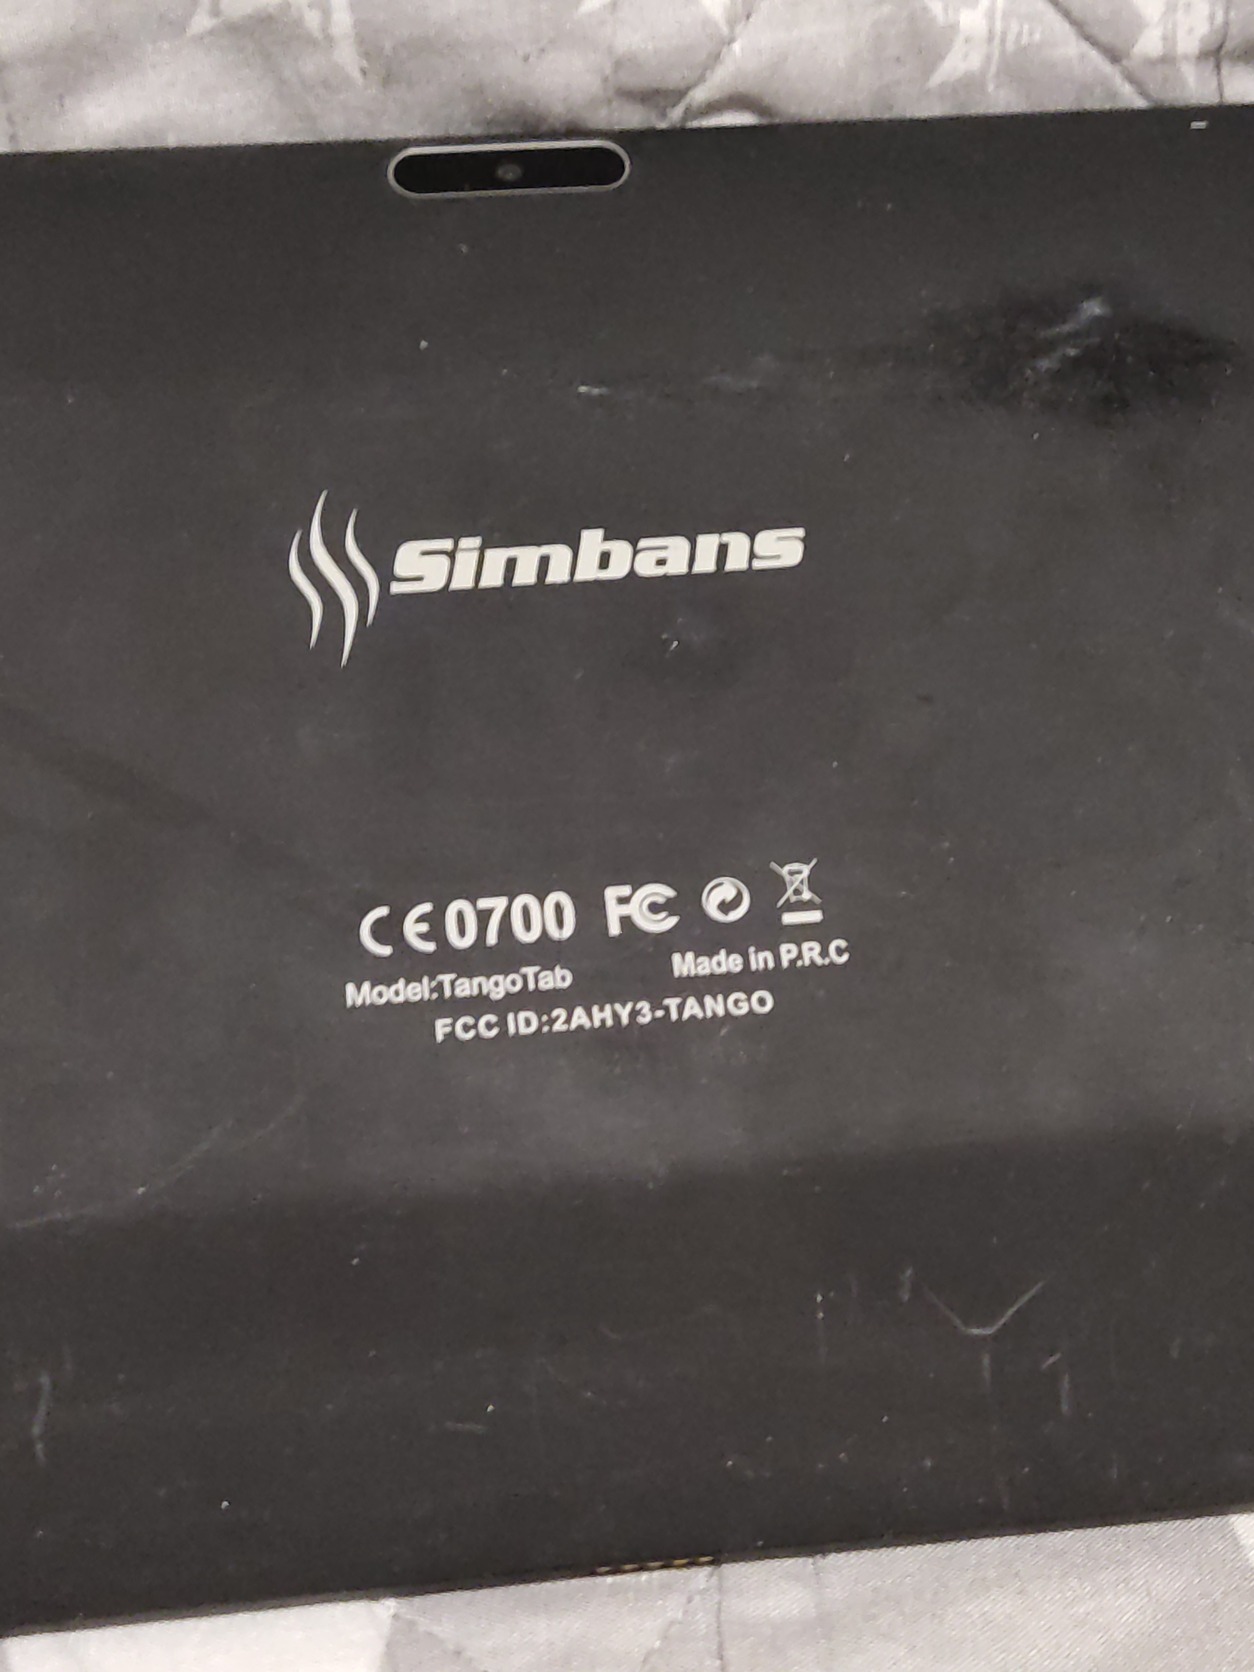 Simbans
CE0700 FC
Model:TangoTab Made in P.R.C
FCC ID:2AHY3-TANGO